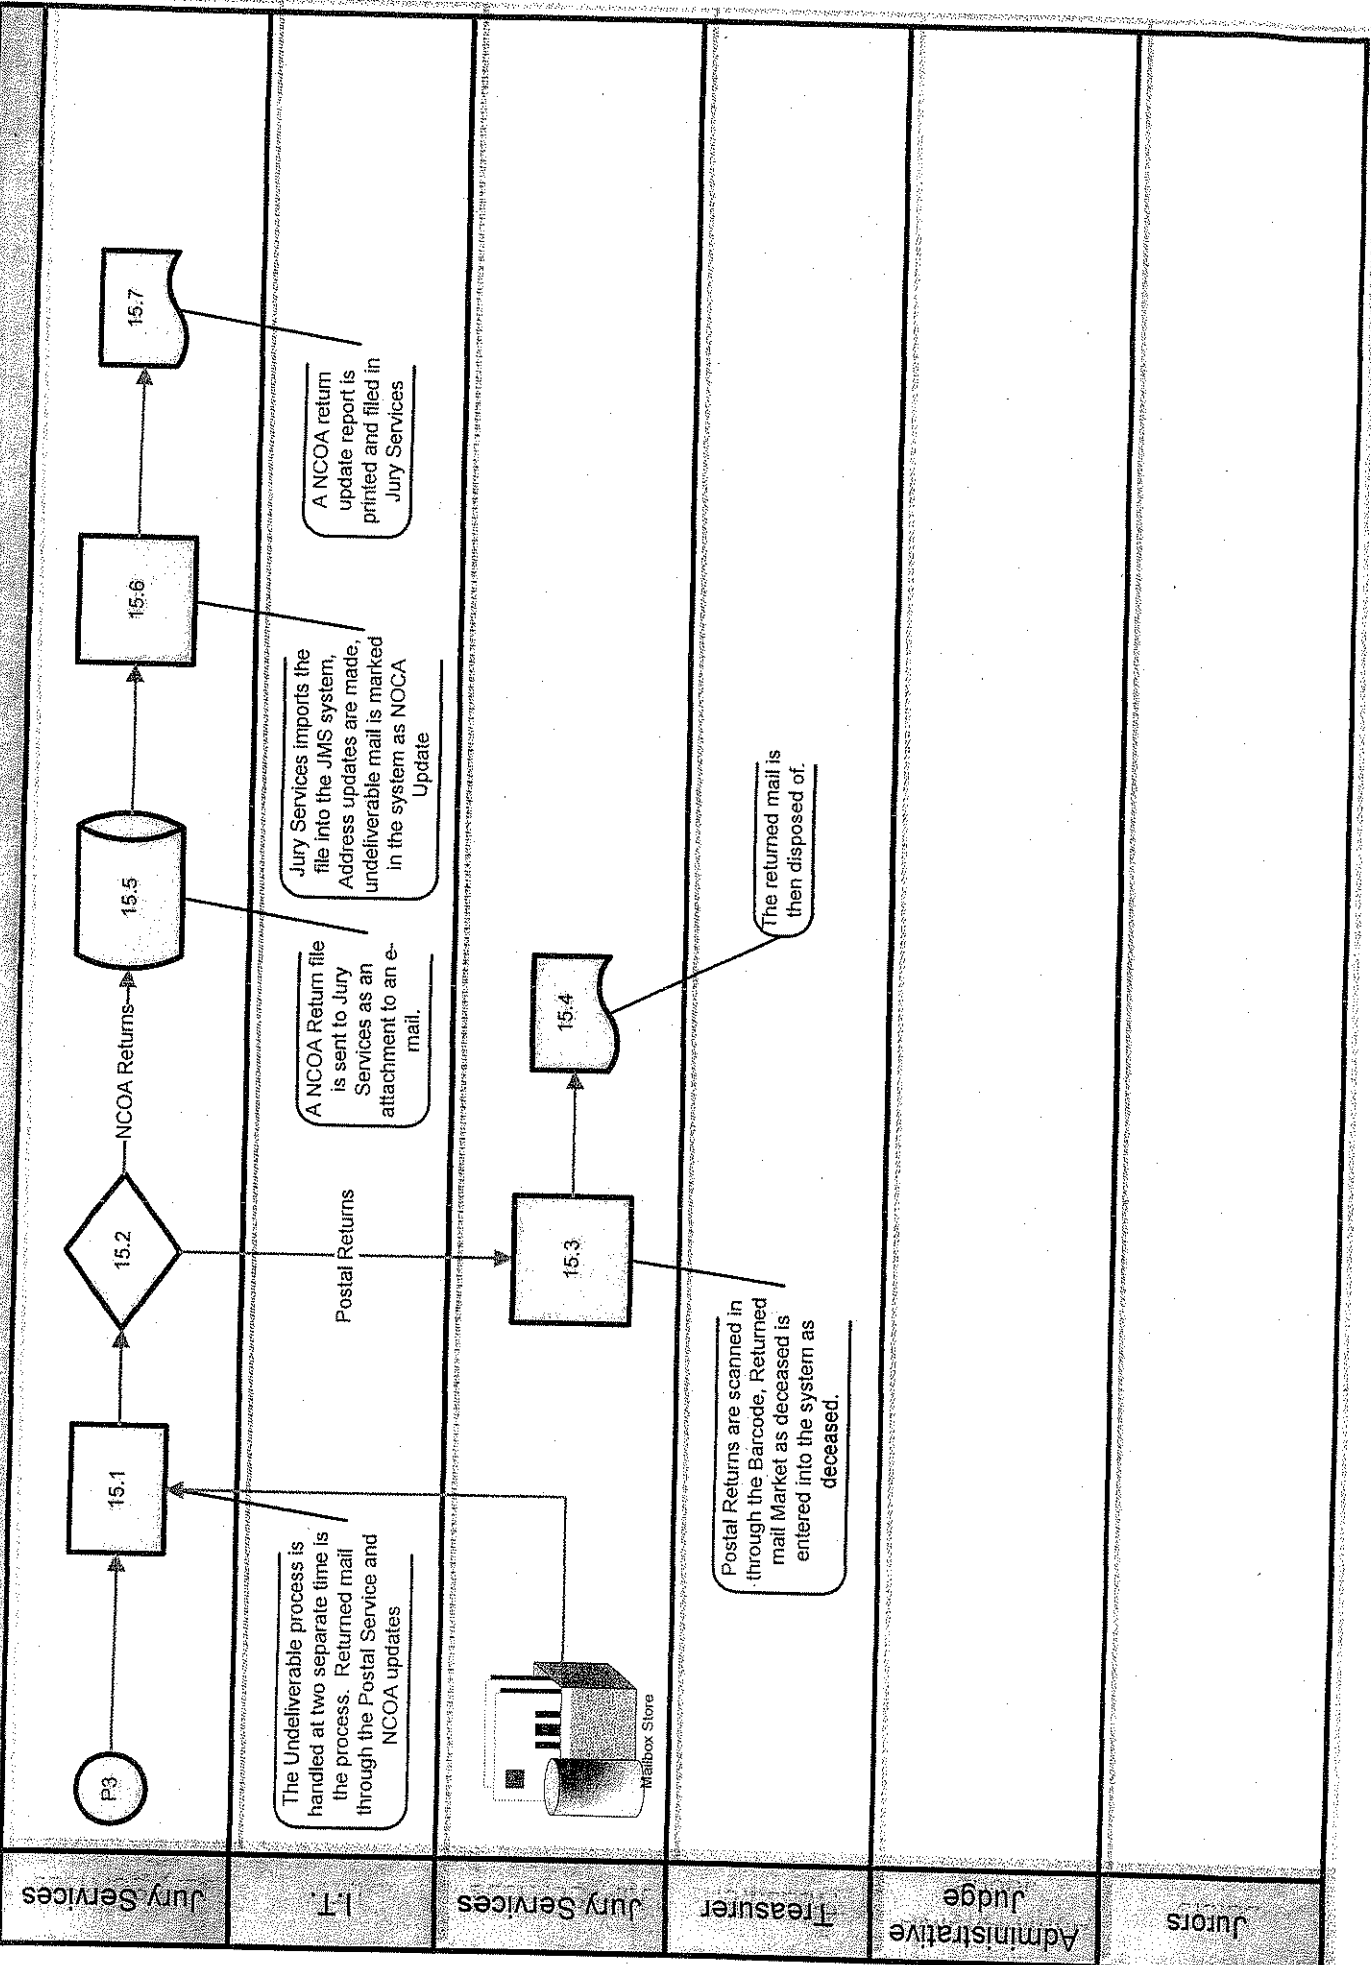 Jury Services
P3
15.1
15.2
NCOA Returns
15.5
15.6
15.7
I.T.
The Undeliverable process is
handled at two separate time is
the process. Returned mail
through the Postal Service and
NCOA updates
Postal Returns
A NCOA Return file
is sent to Jury
Services as an
attachment to an e-
mail.
Jury Services imports the
file into the JMS system,
Address updates are made,
undeliverable mail is marked
in the system as NOCA
Update
A NCOA return
update report is
printed and filed in
Jury Services
Jury Services
Mailbox Store
15.3
15.4
Treasurer
Postal Returns are scanned in
through the Barcode, Returned
mail Market as deceased is
entered into the system as
deceased.
The returned mail is
then disposed of.
Administrative
Judge
Jurors